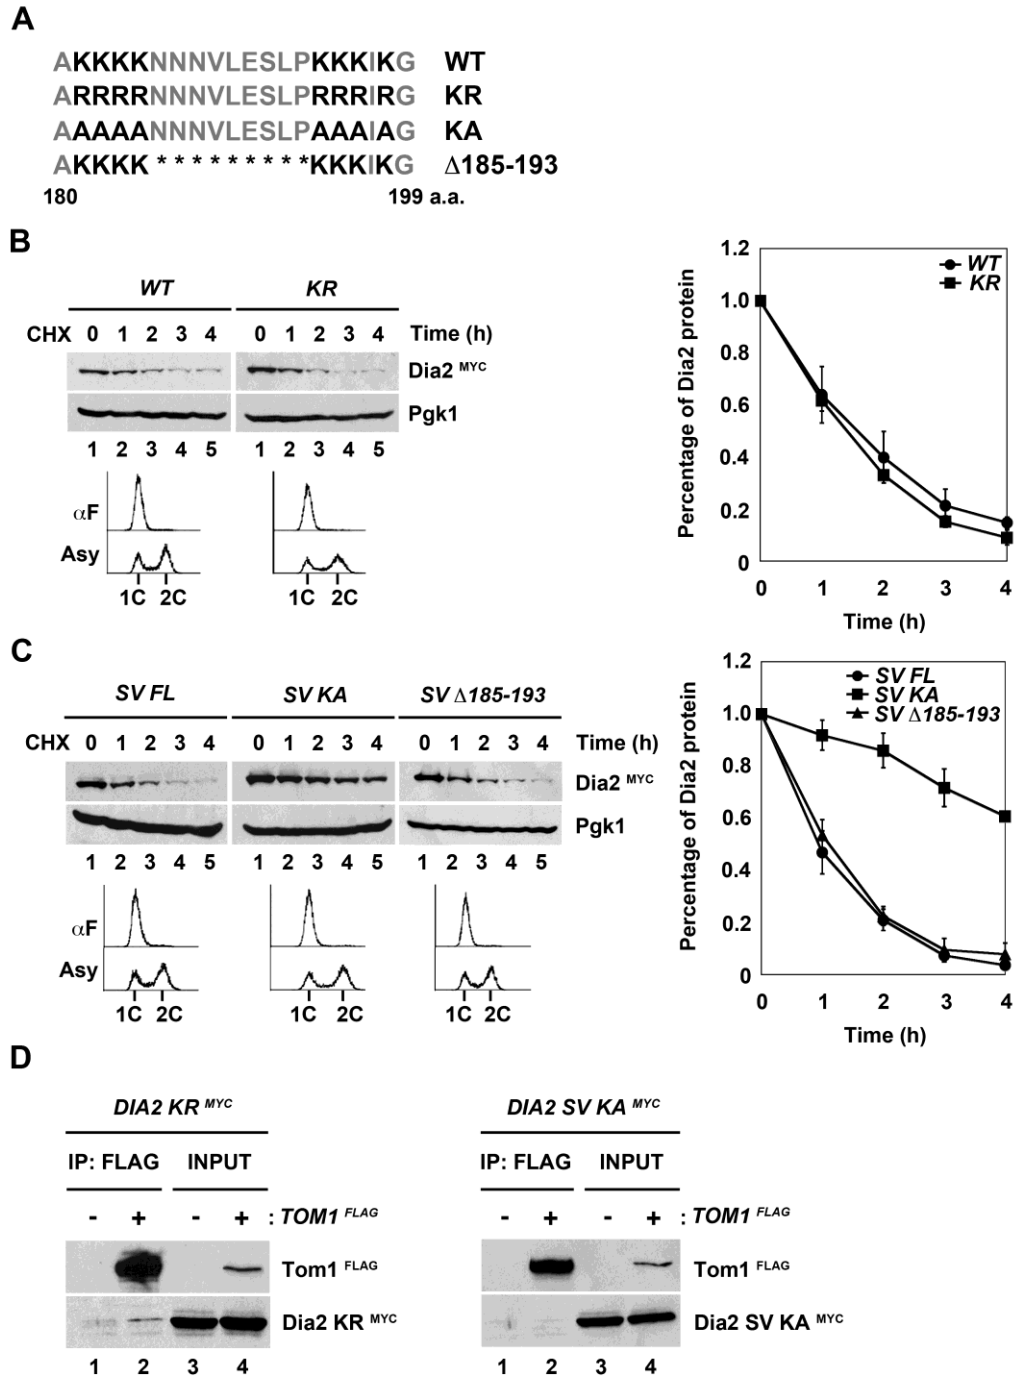 A
AKKKKNNNVLESLPKKKIKG WT
ARRRRNNNVLESLPRRRIRG KR
AAAAANNNVLESLPAAAIAG KA
AKKKK*********KKKIKG Δ185-193
180 199 a.a.
B
WT KR
CHX 0 1 2 3 4 0 1 2 3 4 Time (h)
Dia2 MYC
Pgk1
1 2 3 4 5 1 2 3 4 5
αF
Asy
1C 2C 1C 2C
Percentage of Dia2 protein
1.2
1.0
0.8
0.6
0.4
0.2
0
WT
KR
0 1 2 3 4
Time (h)
C
SV FL SV KA SV Δ185-193
CHX 0 1 2 3 4 0 1 2 3 4 0 1 2 3 4 Time (h)
Dia2 MYC
Pgk1
1 2 3 4 5 1 2 3 4 5 1 2 3 4 5
αF
Asy
1C 2C 1C 2C 1C 2C
Percentage of Dia2 protein
1.2
1.0
0.8
0.6
0.4
0.2
0
SV FL
SV KA
SV Δ185-193
0 1 2 3 4
Time (h)
D
DIA2 KR MYC
IP: FLAG INPUT
- + - + : TOM1 FLAG
Tom1 FLAG
Dia2 KR MYC
1 2 3 4
DIA2 SV KA MYC
IP: FLAG INPUT
- + - + : TOM1 FLAG
Tom1 FLAG
Dia2 SV KA MYC
1 2 3 4